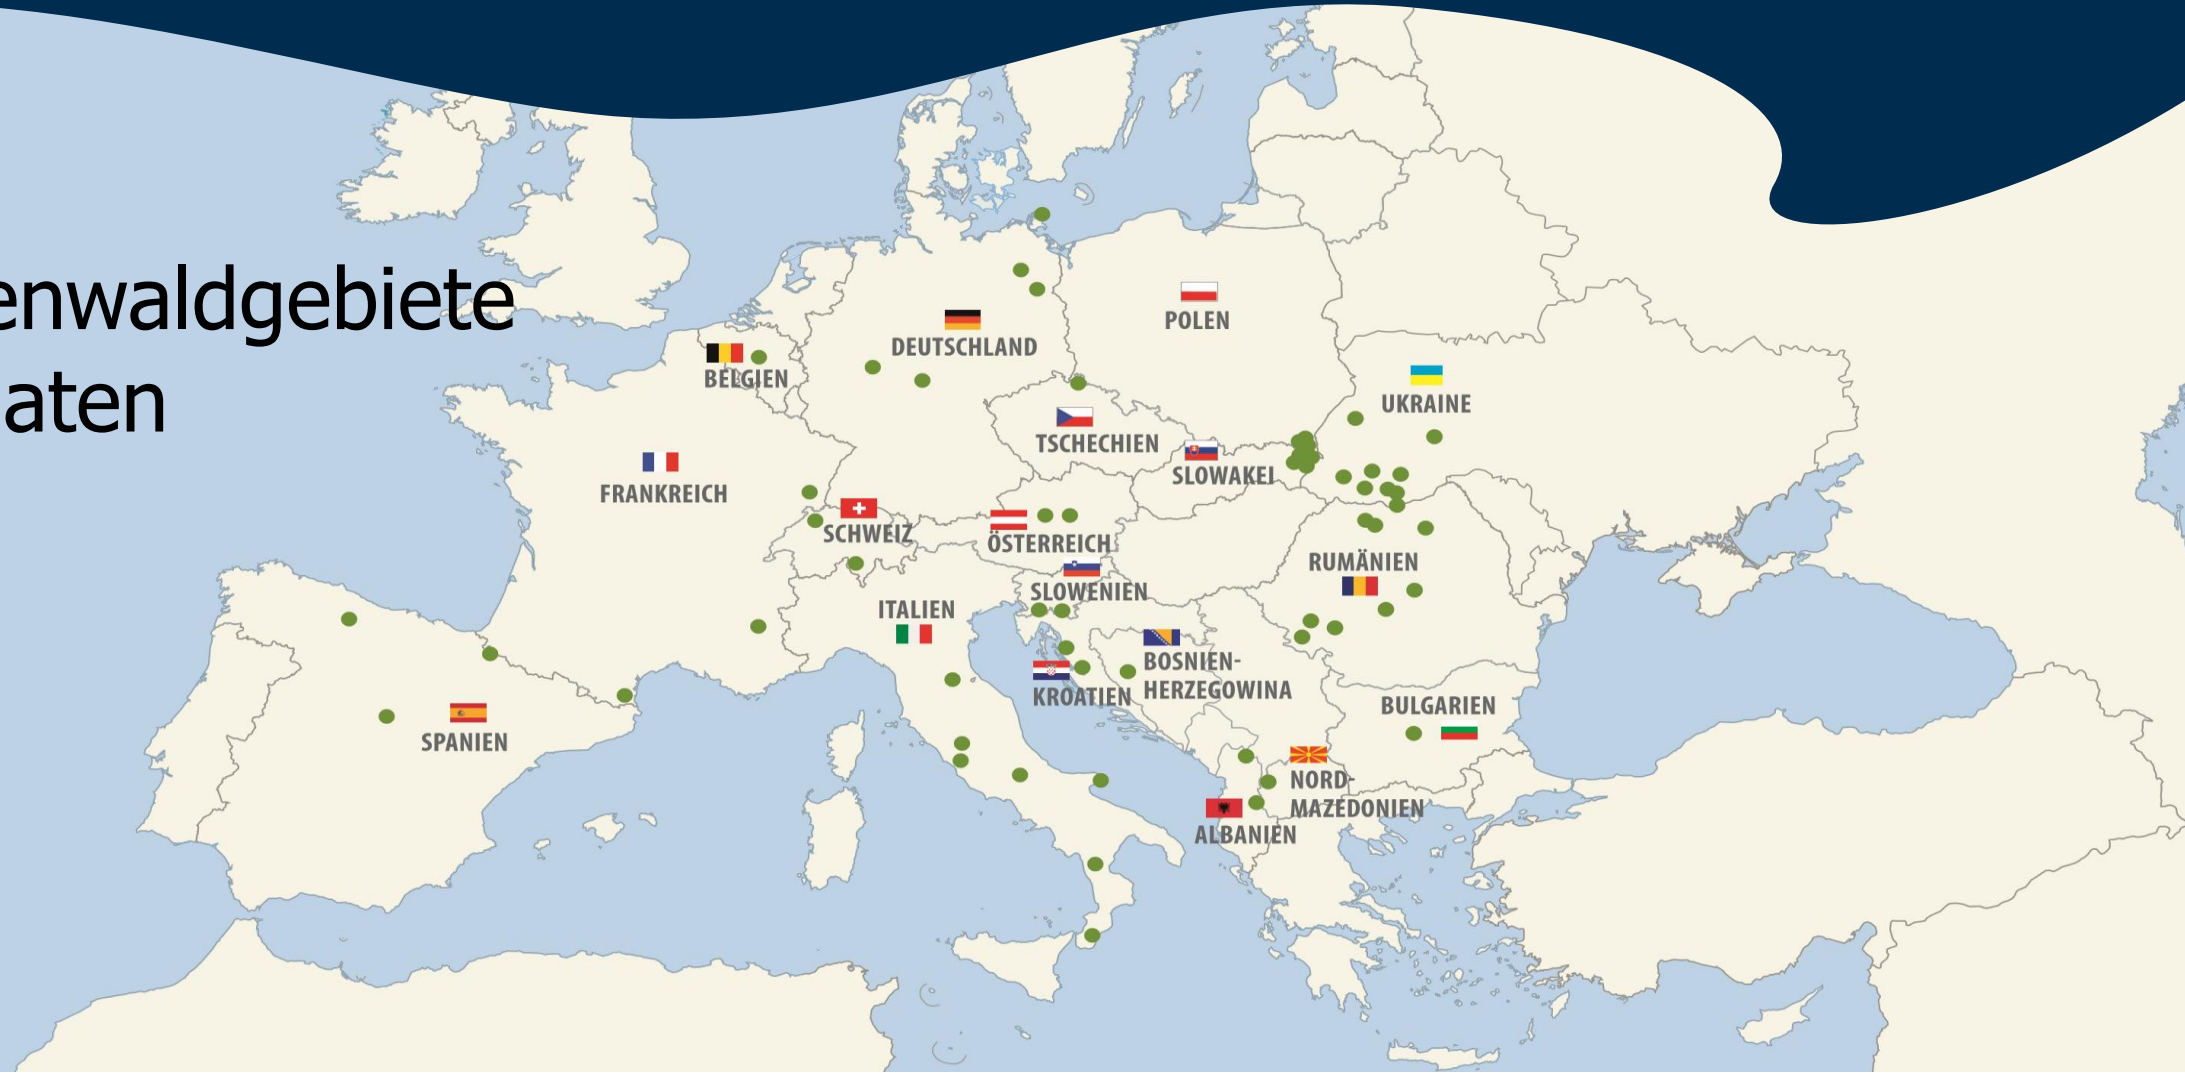 enwaldgebiete
aten
POLEN
DEUTSCHLAND
BELGIEN
UKRAINE
TSCHECHIEN
SLOWAKEI
FRANKREICH
SCHWEIZ
ÖSTERREICH
RUMÄNIEN
SLOWENIEN
ITALIEN
BOSNIEN-
HERZEGOWINA
KROATIEN
BULGARIEN
SPANIEN
NORD-
MAZEDONIEN
ALBANIEN